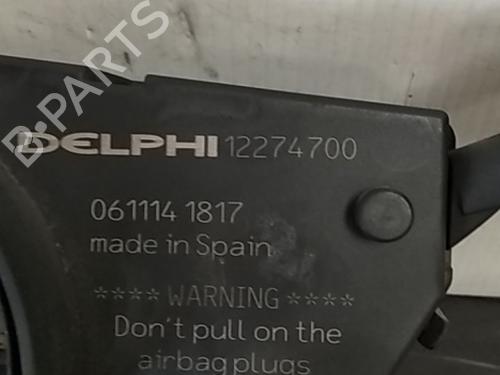 B-PARTS
DELPHI 12274700
061114 1817
made in Spain
**** WARNING ****
Don't pull on the
airbag plugs